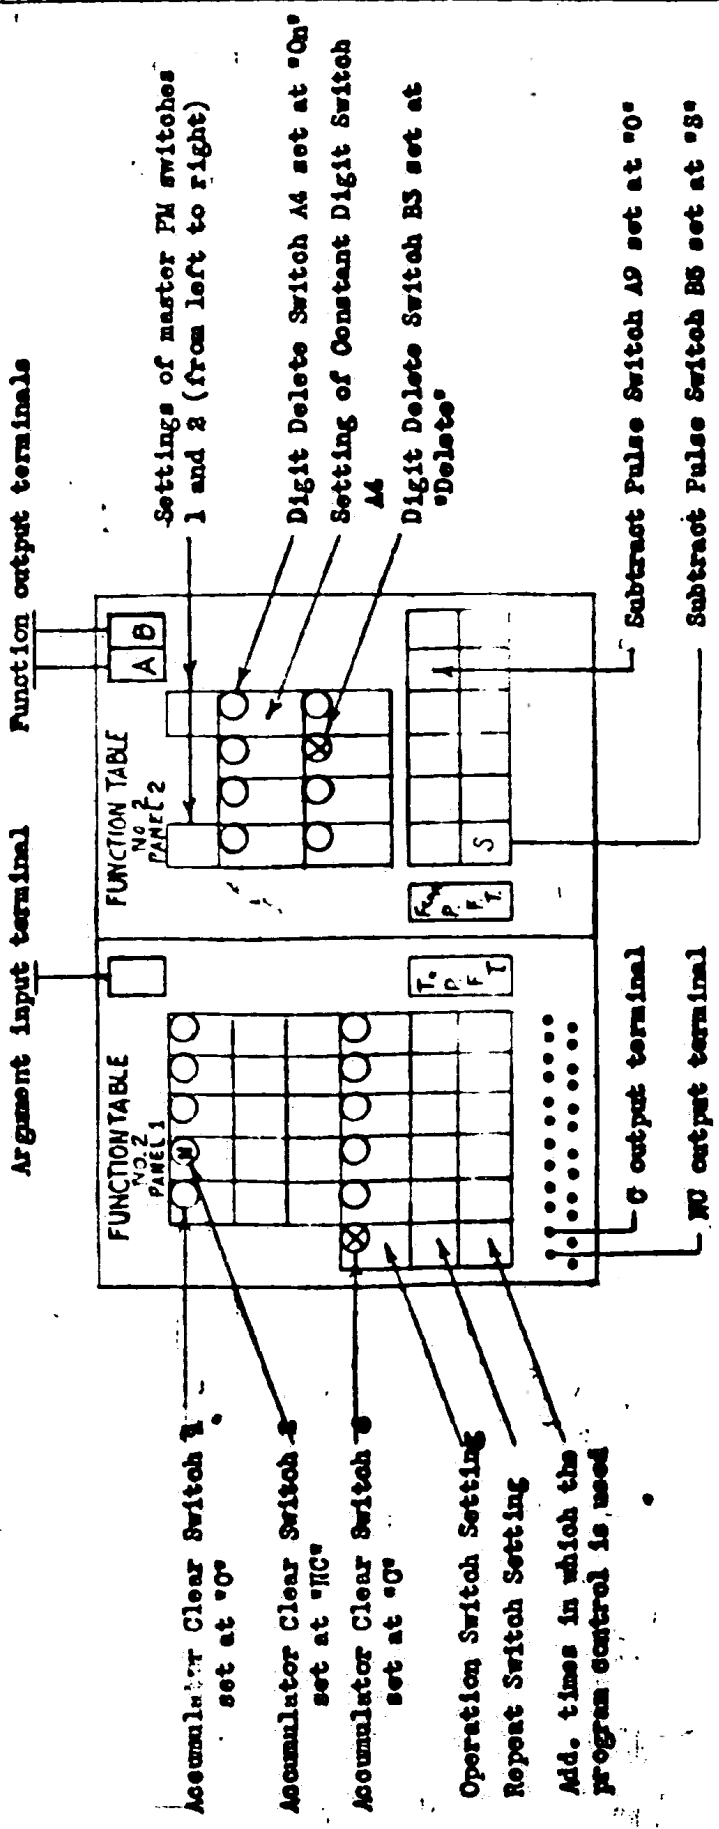 Argument input terminal
Function output terminals
Settings of master PM switches
1 and 2 (from left to right)
Digit Delete Switch A4 set at "On"
Setting of Constant Digit Switch
A4
Digit Delete Switch B3 set at
"Delete"
Subtract Pulse Switch A9 set at "0"
Subtract Pulse Switch B5 set at "S"
FUNCTION TABLE
NO. 2
PANEL 1
FUNCTION TABLE
NO. 2
PANEL 2
A
B
N
S
P.
F.
T.
P.
F
T
Accumulator Clear Switch
set at "0"
Accumulator Clear Switch
set at "NC"
Accumulator Clear Switch
set at "C"
Operation Switch Setting
Repeat Switch Setting
Add. times in which the
program control is used
C output terminal
NC output terminal